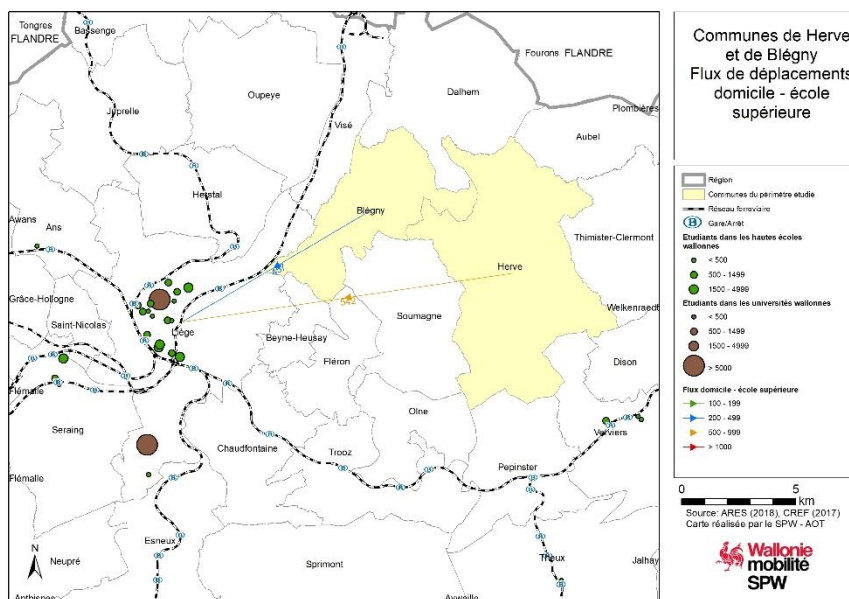 Tongres
FLANDRE
Bassenge
Fourons FLANDRE
Oupeye
Dalhem
Plombières
Juprelle
Visé
Aubel
Herstal
Blégny
Awans
Ans
Thimister-Clermont
Herve
Grâce-Hollogne
542
Saint-Nicolas
Liège
Soumagne
Welkenraedt
Beyne-Heusay
Fléron
Dison
Flémalle
Olne
Seraing
Verviers
Chaudfontaine
Trooz
Pepinster
Flémalle
Esneux
Theux
Jalhay
Neupré
Sprimont
N
Anthisnes
Aywaille
Communes de Herve
et de Blégny
Flux de déplacements
domicile - école
supérieure
Région
Communes du périmètre étudié
Réseau ferroviaire
Gare/Arrêt
Etudiants dans les hautes écoles
wallonnes
< 500
500 - 1499
1500 - 4999
Etudiants dans les universités wallonnes
< 500
500 - 1499
1500 - 4999
> 5000
Flux domicile - école supérieure
100 - 199
200 - 499
500 - 999
> 1000
0 5
km
Source: ARES (2018), CREF (2017)
Carte réalisée par le SPW - AOT
Wallonie
mobilité
SPW